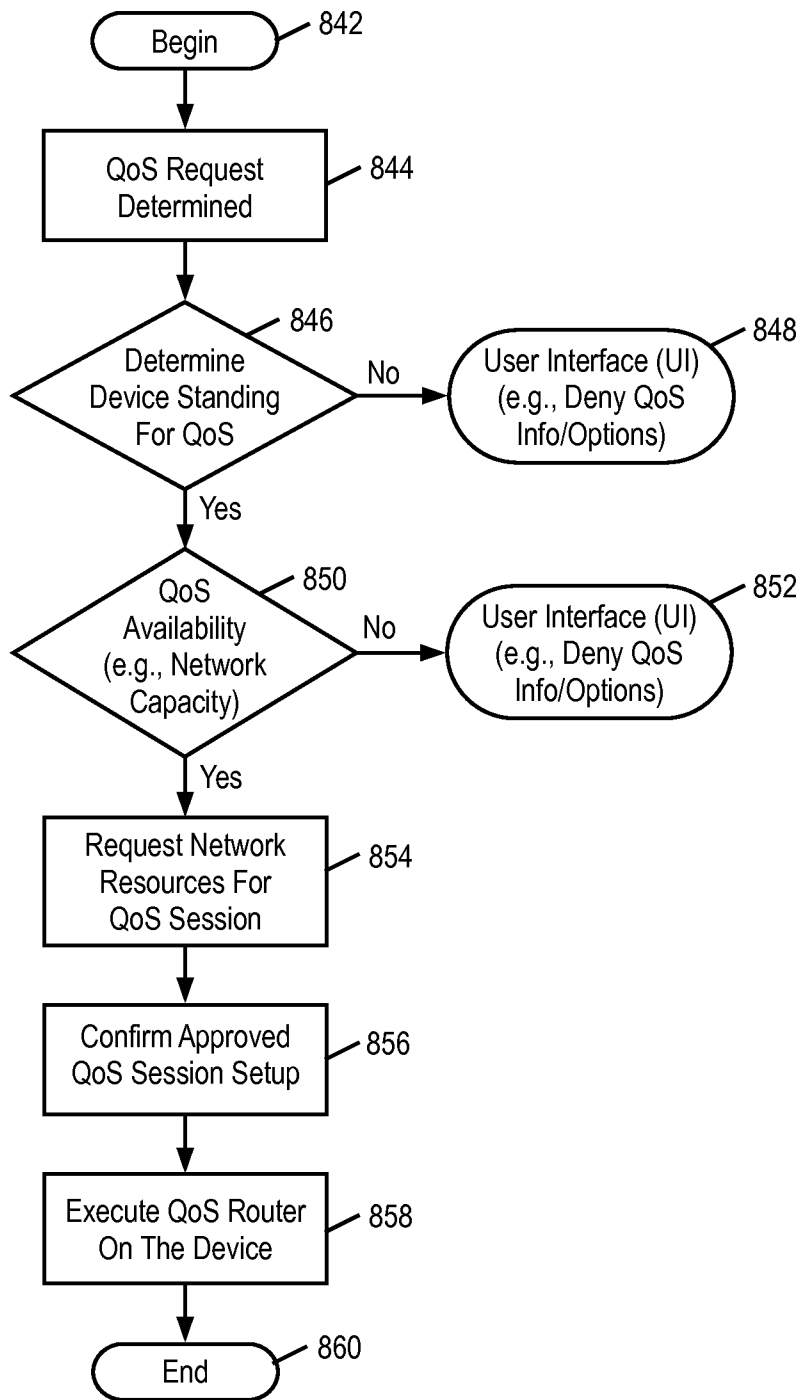 Begin
842
QoS Request
Determined
844
846
Determine
Device Standing
For QoS
No
User Interface (UI)
(e.g., Deny QoS
Info/Options)
848
Yes
850
QoS
Availability
(e.g., Network
Capacity)
No
User Interface (UI)
(e.g., Deny QoS
Info/Options)
852
Yes
Request Network
Resources For
QoS Session
854
Confirm Approved
QoS Session Setup
856
Execute QoS Router
On The Device
858
End
860